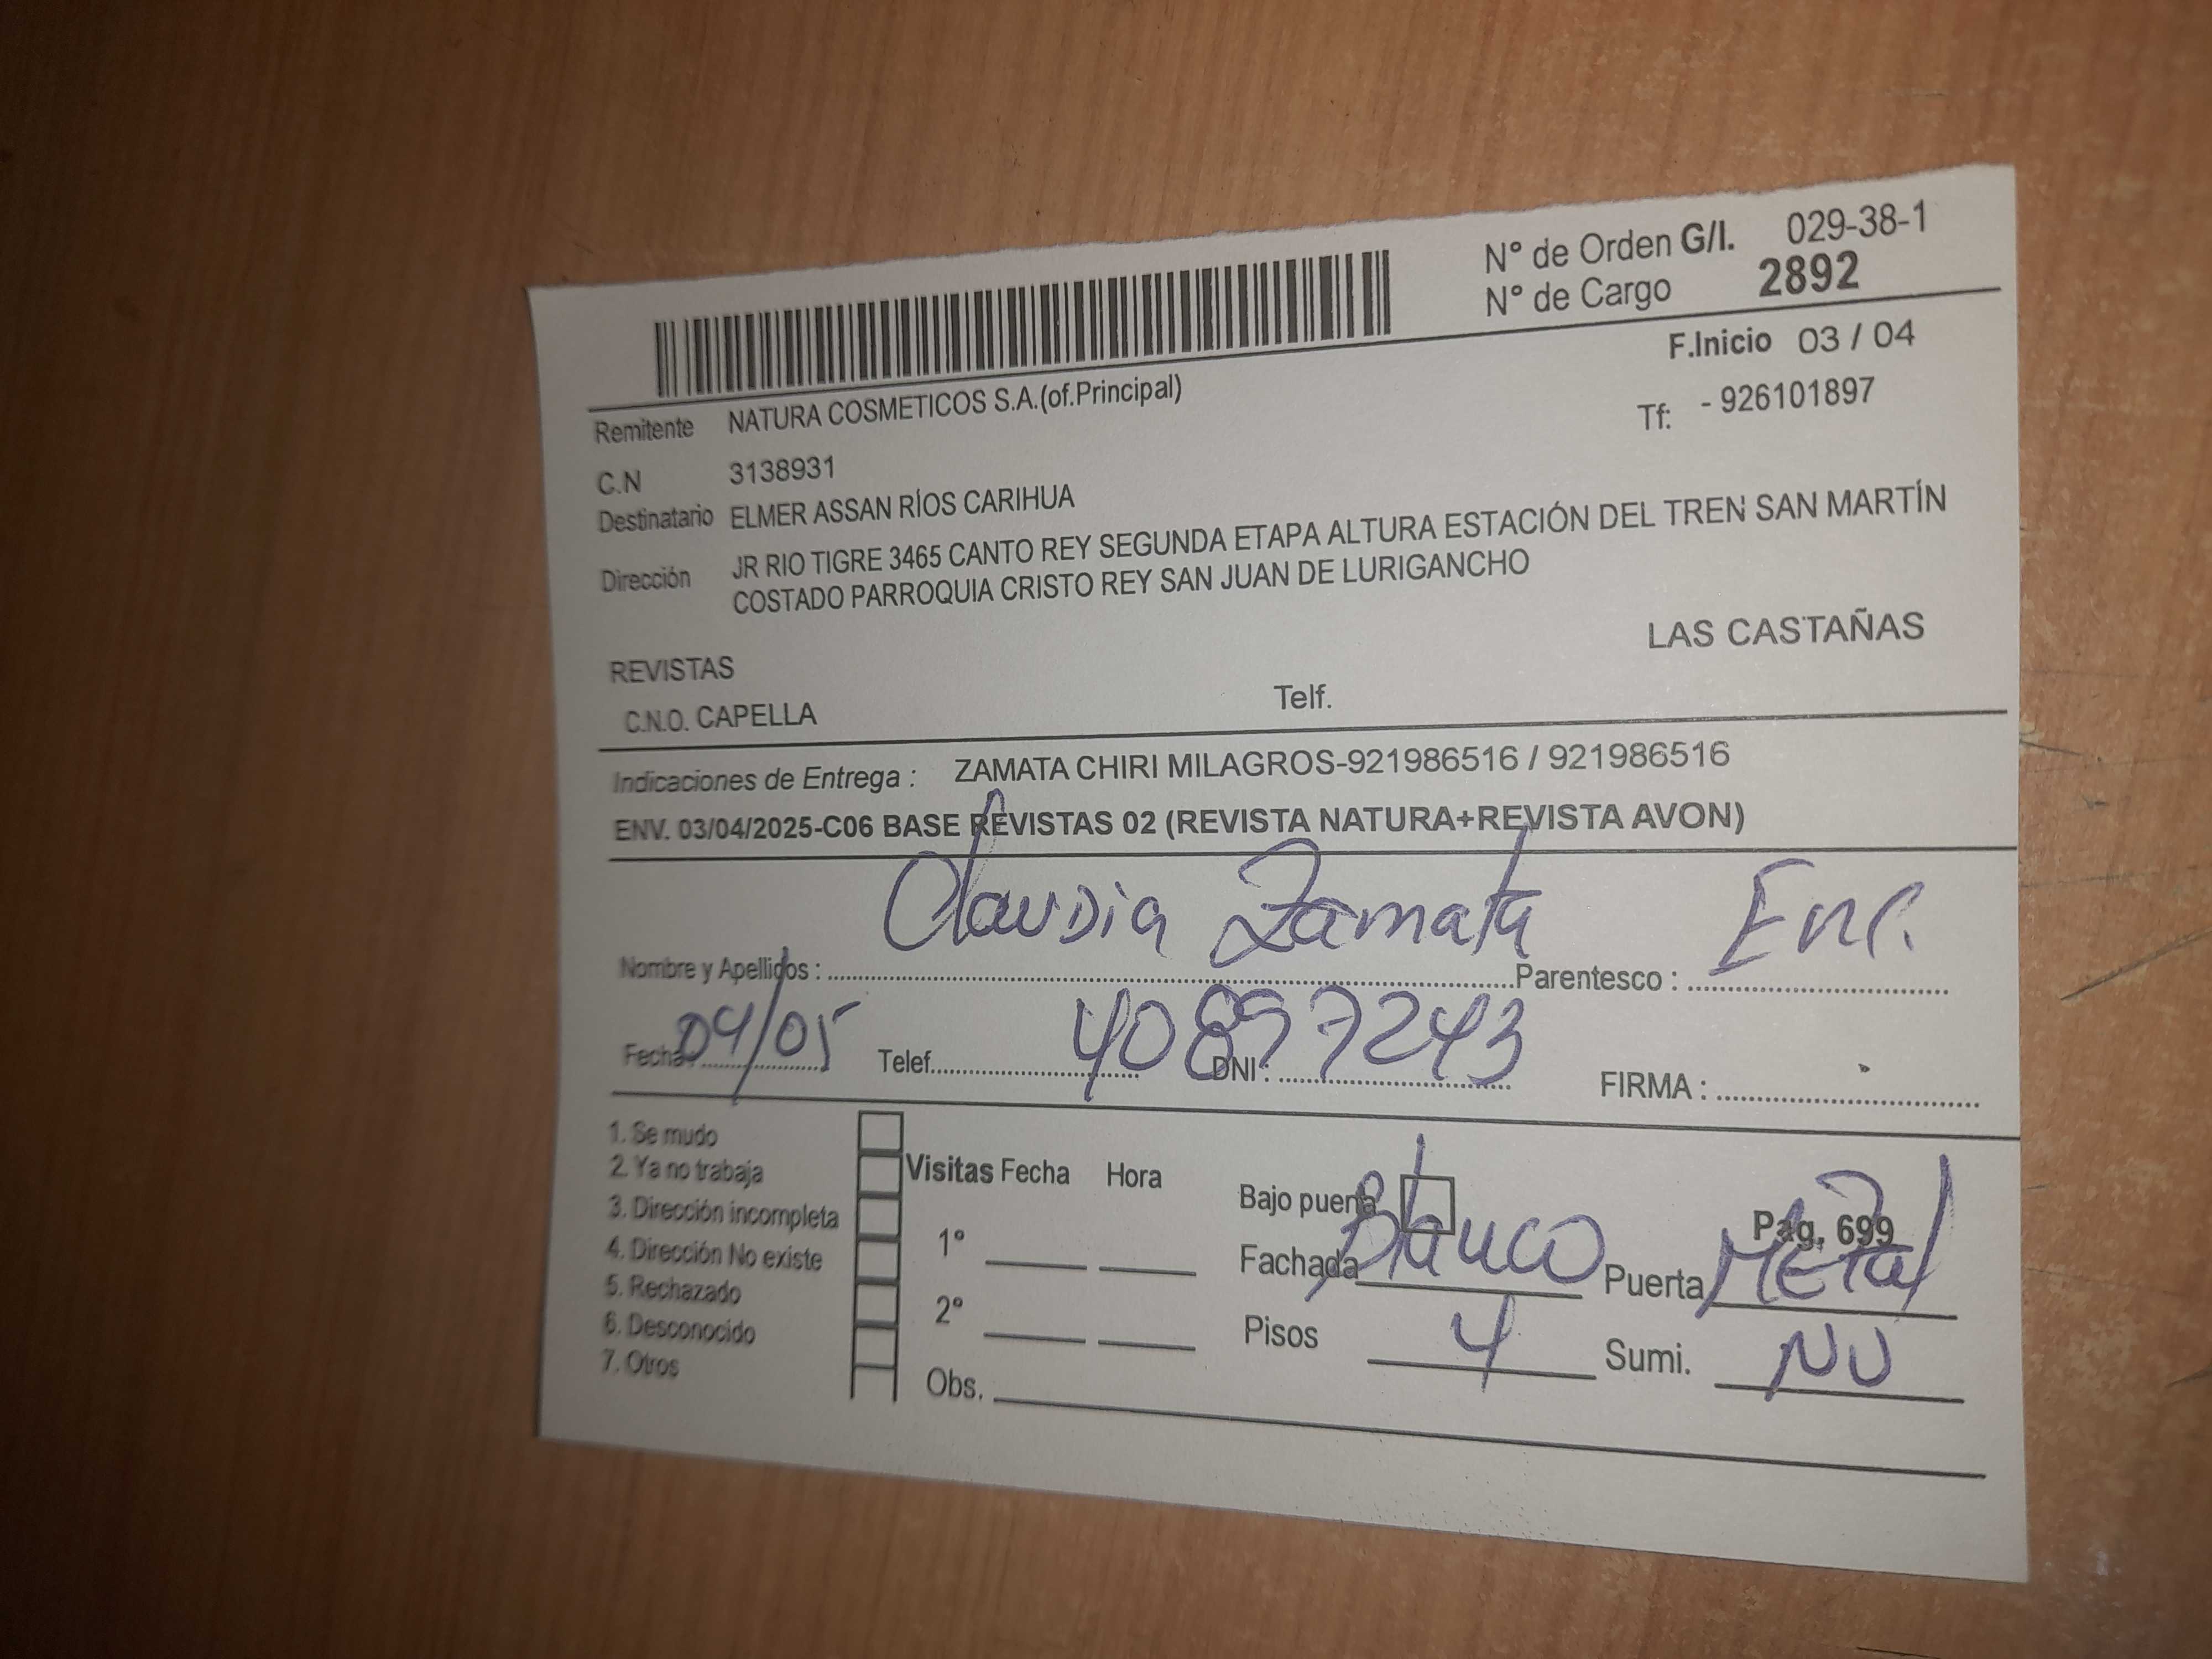 N° de Orden G/I. 029-38-1
N° de Cargo 2892
F.Inicio 03 / 04
Remitente NATURA COSMETICOS S.A.(of.Principal)
Tf: - 926101897
C.N 3138931
Destinatario ELMER ASSAN RÍOS CARIHUA
Dirección JR RIO TIGRE 3465 CANTO REY SEGUNDA ETAPA ALTURA ESTACIÓN DEL TREN SAN MARTÍN
COSTADO PARROQUIA CRISTO REY SAN JUAN DE LURIGANCHO
LAS CASTAÑAS
REVISTAS
C.N.O. CAPELLA Telf.
Indicaciones de Entrega : ZAMATA CHIRI MILAGROS-921986516 / 921986516
ENV. 03/04/2025-C06 BASE REVISTAS 02 (REVISTA NATURA+REVISTA AVON)
Nombre y Apellidos : Claudia Zamata Parentesco : Enc.
Fecha 04/05 Telef. DNI : 40897243 FIRMA :
1. Se mudo
2. Ya no trabaja
3. Dirección incompleta
4. Dirección No existe
5. Rechazado
6. Desconocido
7. Otros
Visitas Fecha Hora
1°
2°
Obs.
Bajo puerta
Pag. 699
Fachada Blanco Puerta Metal
Pisos 4 Sumi. NO